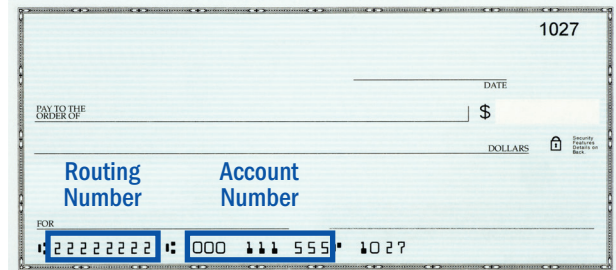 1027
DATE
PAY TO THE
ORDER OF
$
DOLLARS
Security
Features
Details on
Back
Routing Account
Number Number
FOR
⑆22222222⑆ 000 111 555⑈ 1027